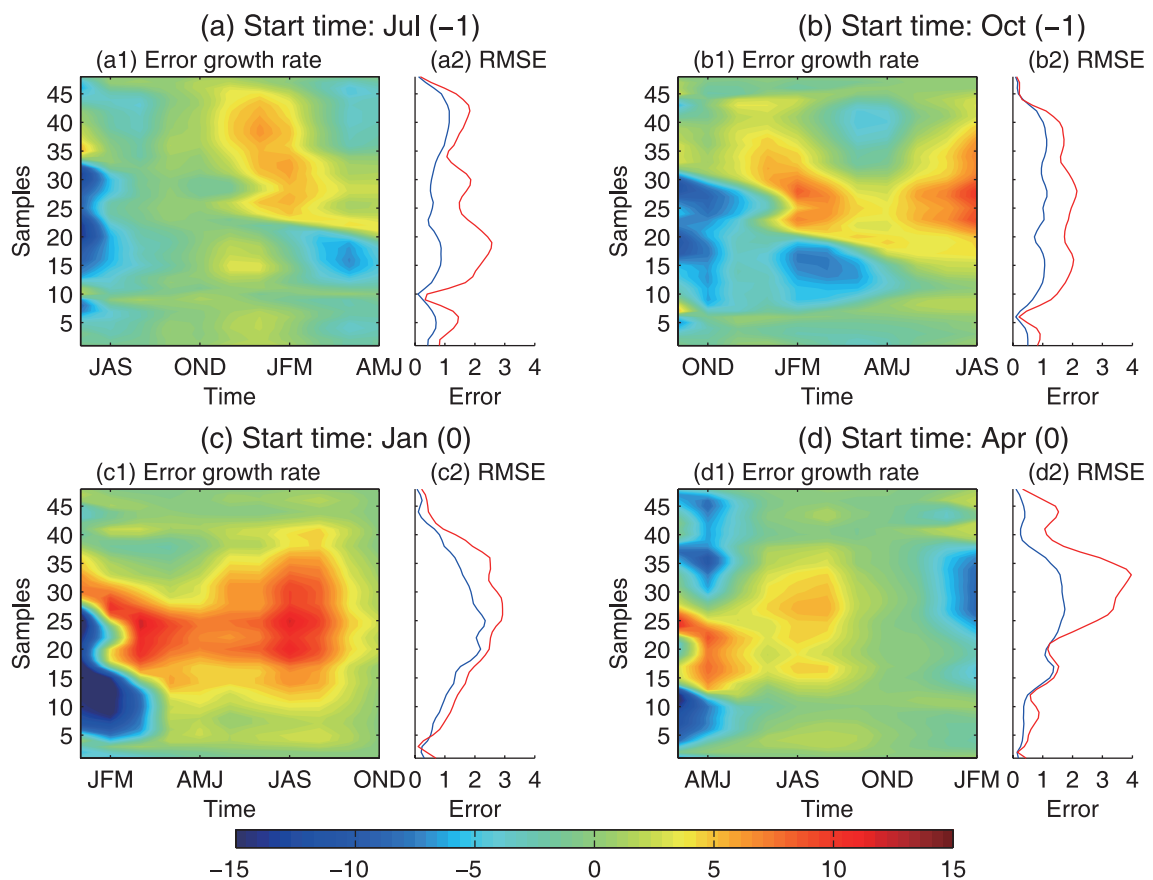 (a) Start time: Jul (−1)
(b) Start time: Oct (−1)
(a1) Error growth rate
(a2) RMSE
(b1) Error growth rate
(b2) RMSE
45
40
35
30
25
20
15
10
5
Samples
JAS OND JFM AMJ
Time
0 1 2 3 4
Error
45
40
35
30
25
20
15
10
5
Samples
OND JFM AMJ JAS
Time
0 1 2 3 4
Error
(c) Start time: Jan (0)
(d) Start time: Apr (0)
(c1) Error growth rate
(c2) RMSE
(d1) Error growth rate
(d2) RMSE
45
40
35
30
25
20
15
10
5
Samples
JFM AMJ JAS OND
Time
0 1 2 3 4
Error
45
40
35
30
25
20
15
10
5
Samples
AMJ JAS OND JFM
Time
0 1 2 3 4
Error
−15 −10 −5 0 5 10 15